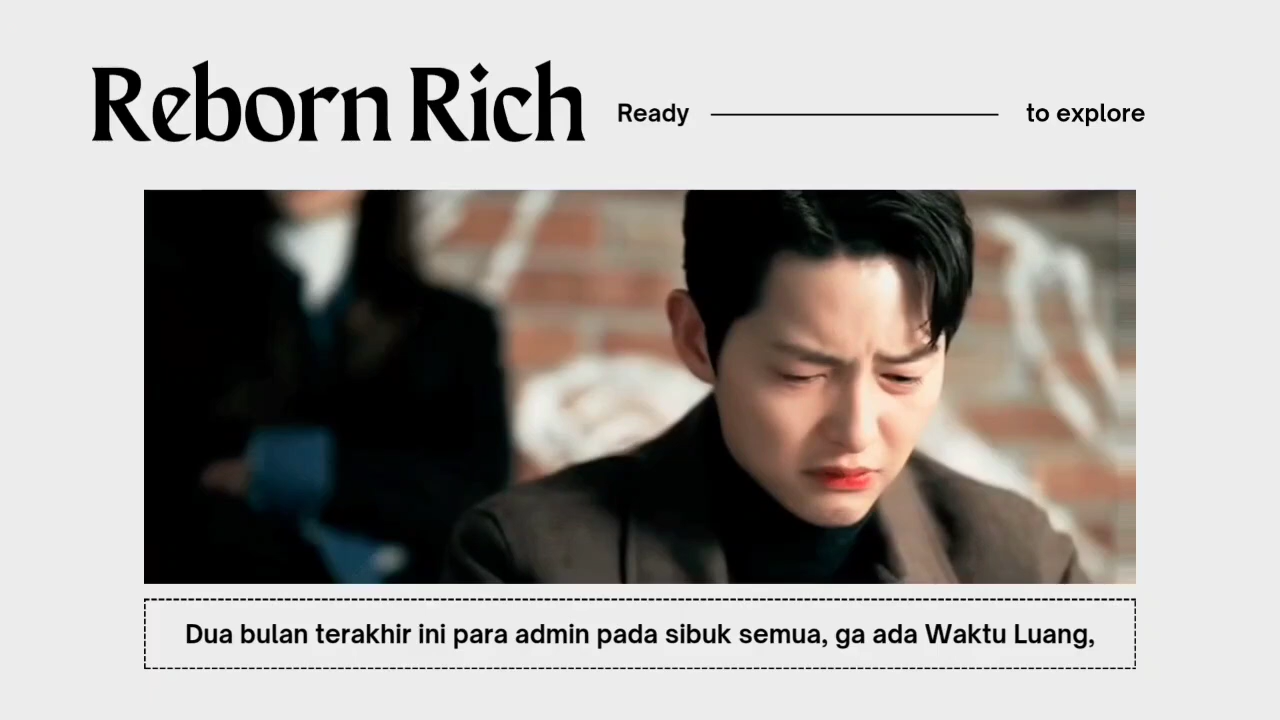 Reborn Rich
Ready to explore
Dua bulan terakhir ini para admin pada sibuk semua, ga ada Waktu Luang,